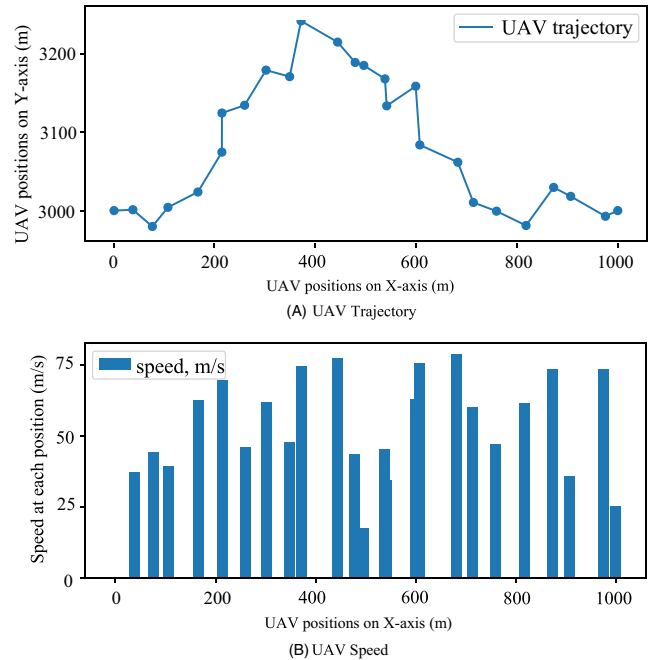 UAV positions on Y-axis (m)
3200
3100
3000
UAV trajectory
0 200 400 600 800 1000
UAV positions on X-axis (m)
(A) UAV Trajectory
Speed at each position (m/s)
75
50
25
0
speed, m/s
0 200 400 600 800 1000
UAV positions on X-axis (m)
(B) UAV Speed